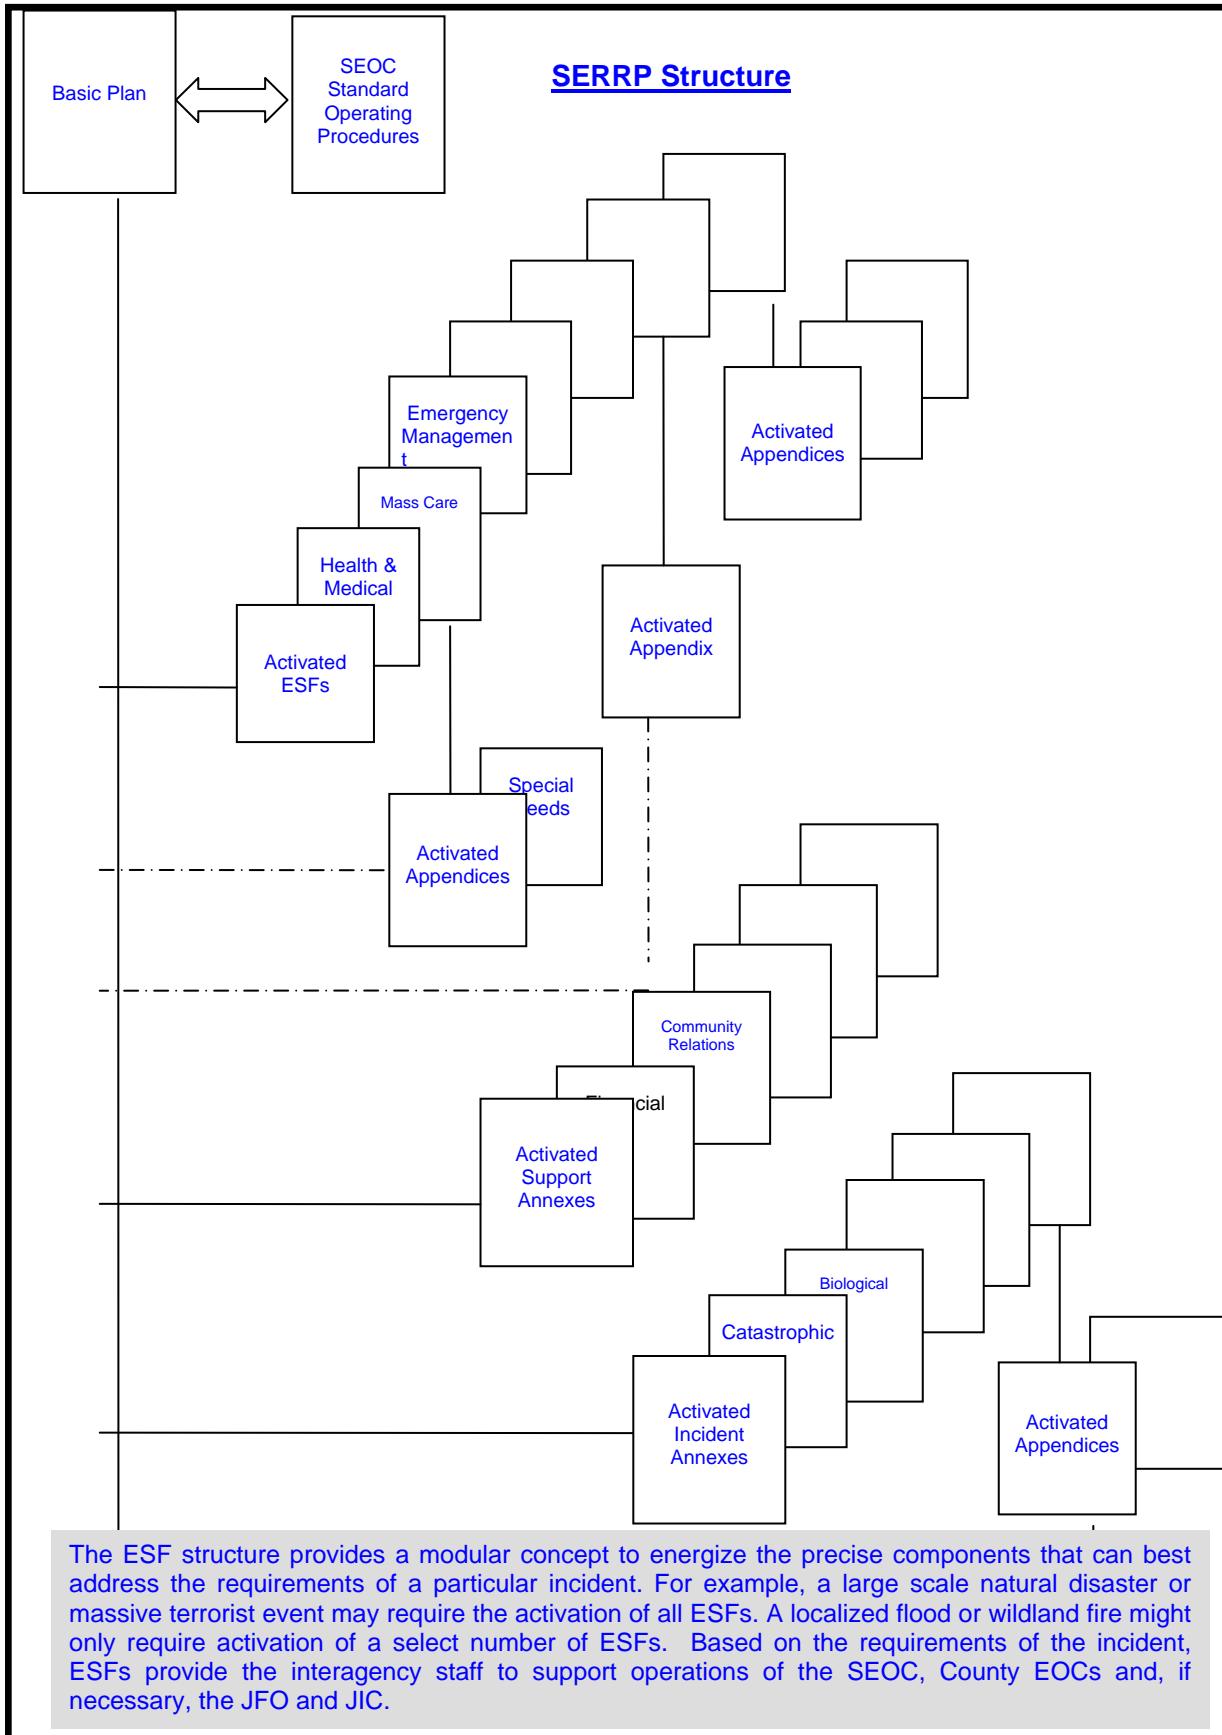 Basic Plan
SEOC
Standard
Operating
Procedures
SERRP Structure
Emergency
Managemen
t
Mass Care
Health &
Medical
Activated
ESFs
Activated
Appendices
Activated
Appendix
Special
eeds
Activated
Appendices
Community
Relations
Activated
Support
Annexes
Biological
Catastrophic
Activated
Incident
Annexes
Activated
Appendices
The ESF structure provides a modular concept to energize the precise components that can best
address the requirements of a particular incident. For example, a large scale natural disaster or
massive terrorist event may require the activation of all ESFs. A localized flood or wildland fire might
only require activation of a select number of ESFs. Based on the requirements of the incident,
ESFs provide the interagency staff to support operations of the SEOC, County EOCs and, if
necessary, the JFO and JIC.